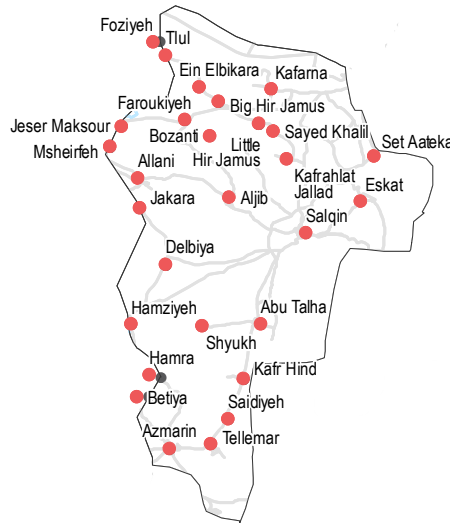 Foziyeh
Tlul
Ein Elbikara
Kafarna
Faroukiyeh
Big Hir Jamus
Jeser Maksour
Bozanti
Little
Hir Jamus
Sayed Khalil
Set Aateka
Msheirfeh
Allani
Kafrahlat
Jallad
Eskat
Jakara
Aljib
Salqin
Delbiya
Hamziyeh
Abu Talha
Shyukh
Hamra
Kafr Hind
Betiya
Saidiyeh
Azmarin
Tellemar